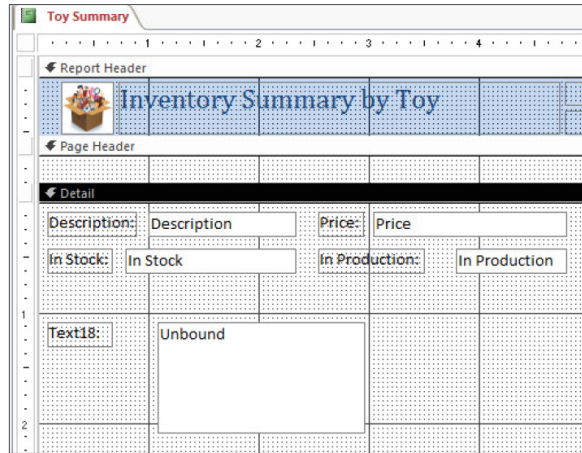 Toy Summary
1 2 3 4
Report Header
Inventory Summary by Toy
Page Header
Detail
Description: Description Price: Price
In Stock: In Stock In Production: In Production
1
Text18: Unbound
2